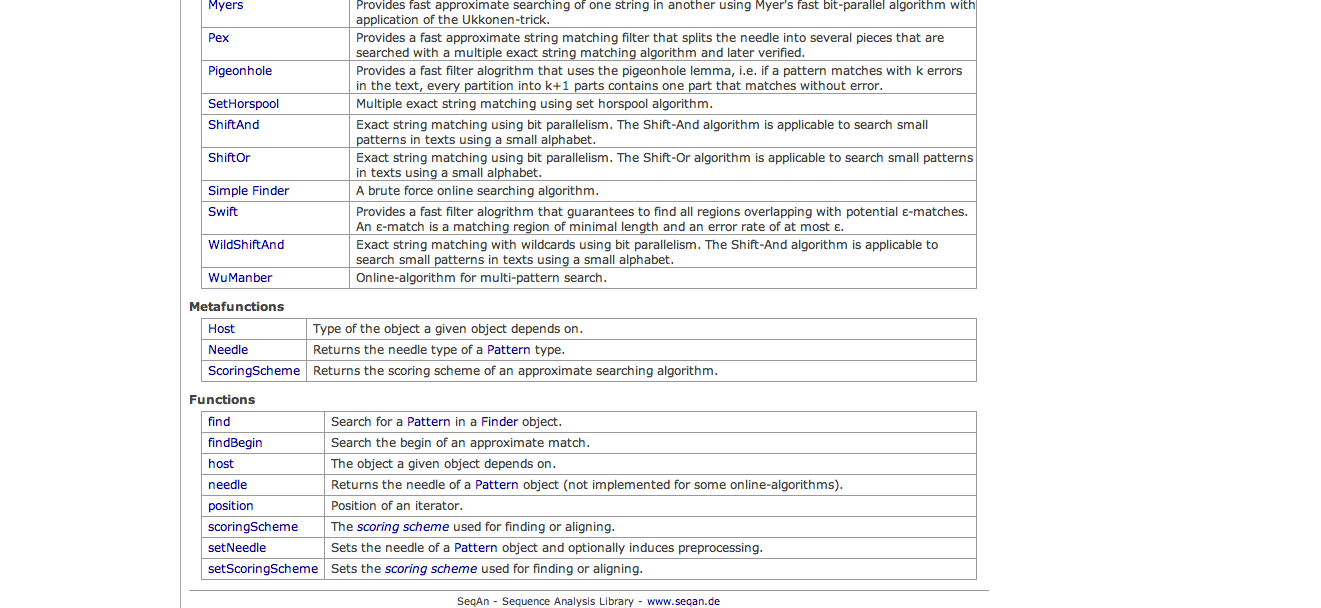 Myers Provides fast approximate searching of one string in another using Myer's fast bit-parallel algorithm with
application of the Ukkonen-trick.
Pex Provides a fast approximate string matching filter that splits the needle into several pieces that are
searched with a multiple exact string matching algorithm and later verified.
Pigeonhole Provides a fast filter alogrithm that uses the pigeonhole lemma, i.e. if a pattern matches with k errors
in the text, every partition into k+1 parts contains one part that matches without error.
SetHorspool Multiple exact string matching using set horspool algorithm.
ShiftAnd Exact string matching using bit parallelism. The Shift-And algorithm is applicable to search small
patterns in texts using a small alphabet.
ShiftOr Exact string matching using bit parallelism. The Shift-Or algorithm is applicable to search small patterns
in texts using a small alphabet.
Simple Finder A brute force online searching algorithm.
Swift Provides a fast filter alogrithm that guarantees to find all regions overlapping with potential ε-matches.
An ε-match is a matching region of minimal length and an error rate of at most ε.
WildShiftAnd Exact string matching with wildcards using bit parallelism. The Shift-And algorithm is applicable to
search small patterns in texts using a small alphabet.
WuManber Online-algorithm for multi-pattern search.
Metafunctions
Host Type of the object a given object depends on.
Needle Returns the needle type of a Pattern type.
ScoringScheme Returns the scoring scheme of an approximate searching algorithm.
Functions
find Search for a Pattern in a Finder object.
findBegin Search the begin of an approximate match.
host The object a given object depends on.
needle Returns the needle of a Pattern object (not implemented for some online-algorithms).
position Position of an iterator.
scoringScheme The scoring scheme used for finding or aligning.
setNeedle Sets the needle of a Pattern object and optionally induces preprocessing.
setScoringScheme Sets the scoring scheme used for finding or aligning.
SeqAn - Sequence Analysis Library - www.seqan.de